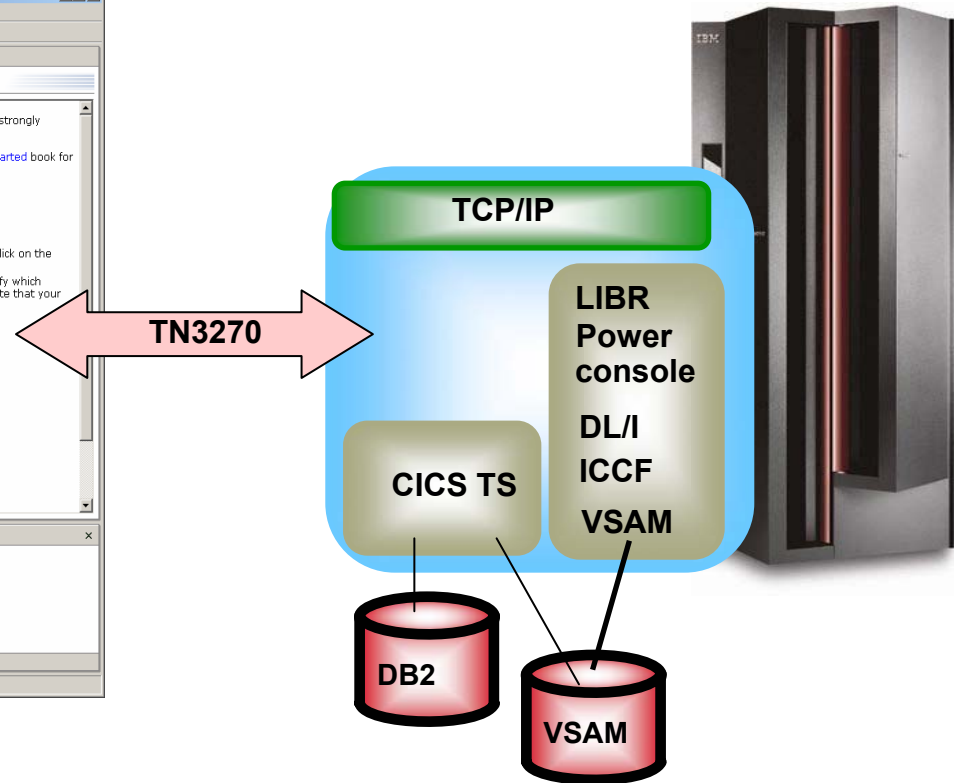 strongly
arted book for
lick on the
fy which
te that your
IBM
TCP/IP
TN3270
LIBR
Power
console
DL/I
ICCF
VSAM
CICS TS
DB2
VSAM